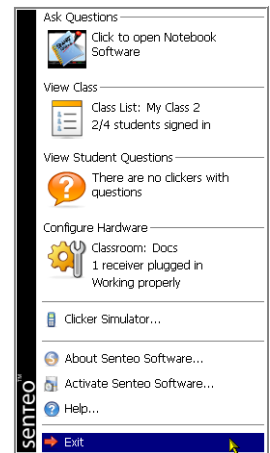 Ask Questions
Click to open Notebook
Software
View Class
Class List: My Class 2
2/4 students signed in
View Student Questions
There are no clickers with
questions
Configure Hardware
Classroom: Docs
1 receiver plugged in
Working properly
Clicker Simulator...
About Senteo Software...
Activate Senteo Software...
Help...
Exit
senteo™